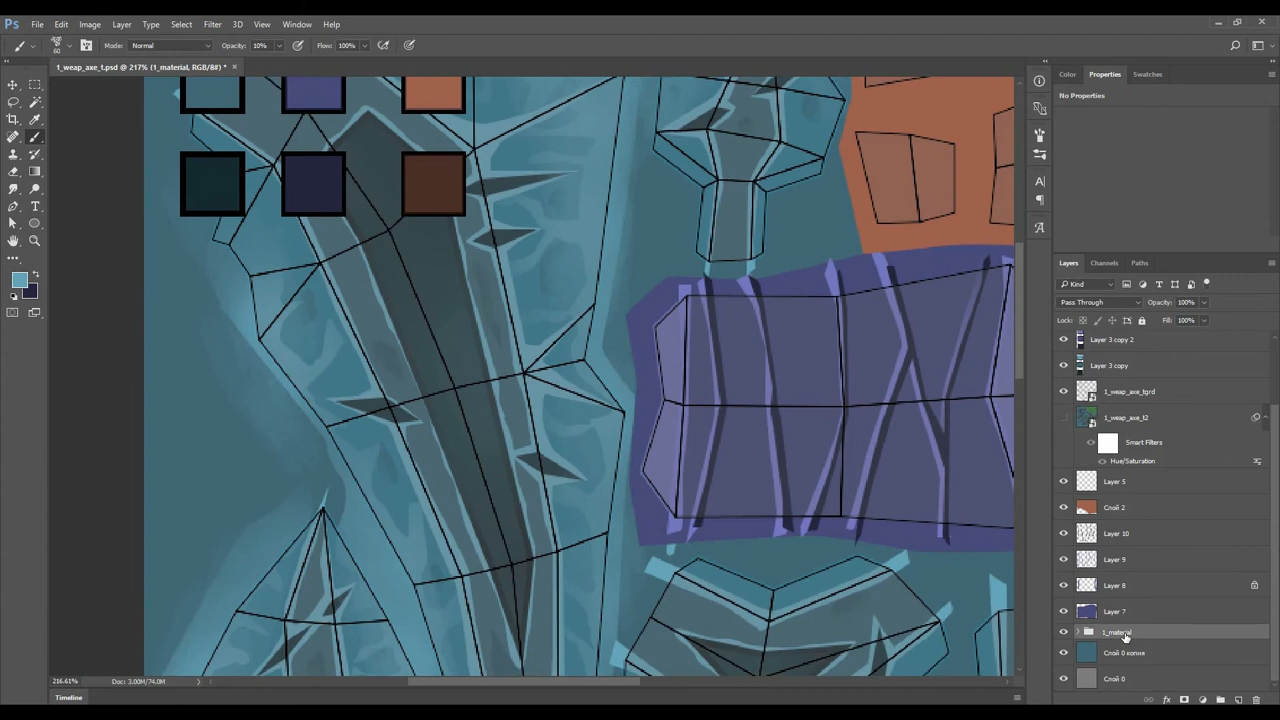 Ps File Edit Image Layer Type Select Filter 3D View Window Help
60 Mode: Normal Opacity: 10% Flow: 100%
1_weap_axe_t.psd @ 217% (1_material, RGB/8#) * ×
Color Properties Swatches
No Properties
Layers Channels Paths
Kind
Pass Through Opacity: 100%
Lock: Fill: 100%
Layer 3 copy 2
Layer 3 copy
1_weap_axe_tgrd
1_weap_axe_t2
Smart Filters
Hue/Saturation
Layer 5
Слой 2
Layer 10
Layer 9
Layer 8
Layer 7
1_material
Слой 0 копия
Слой 0
216.61% Doc: 3.00M/74.0M
Timeline